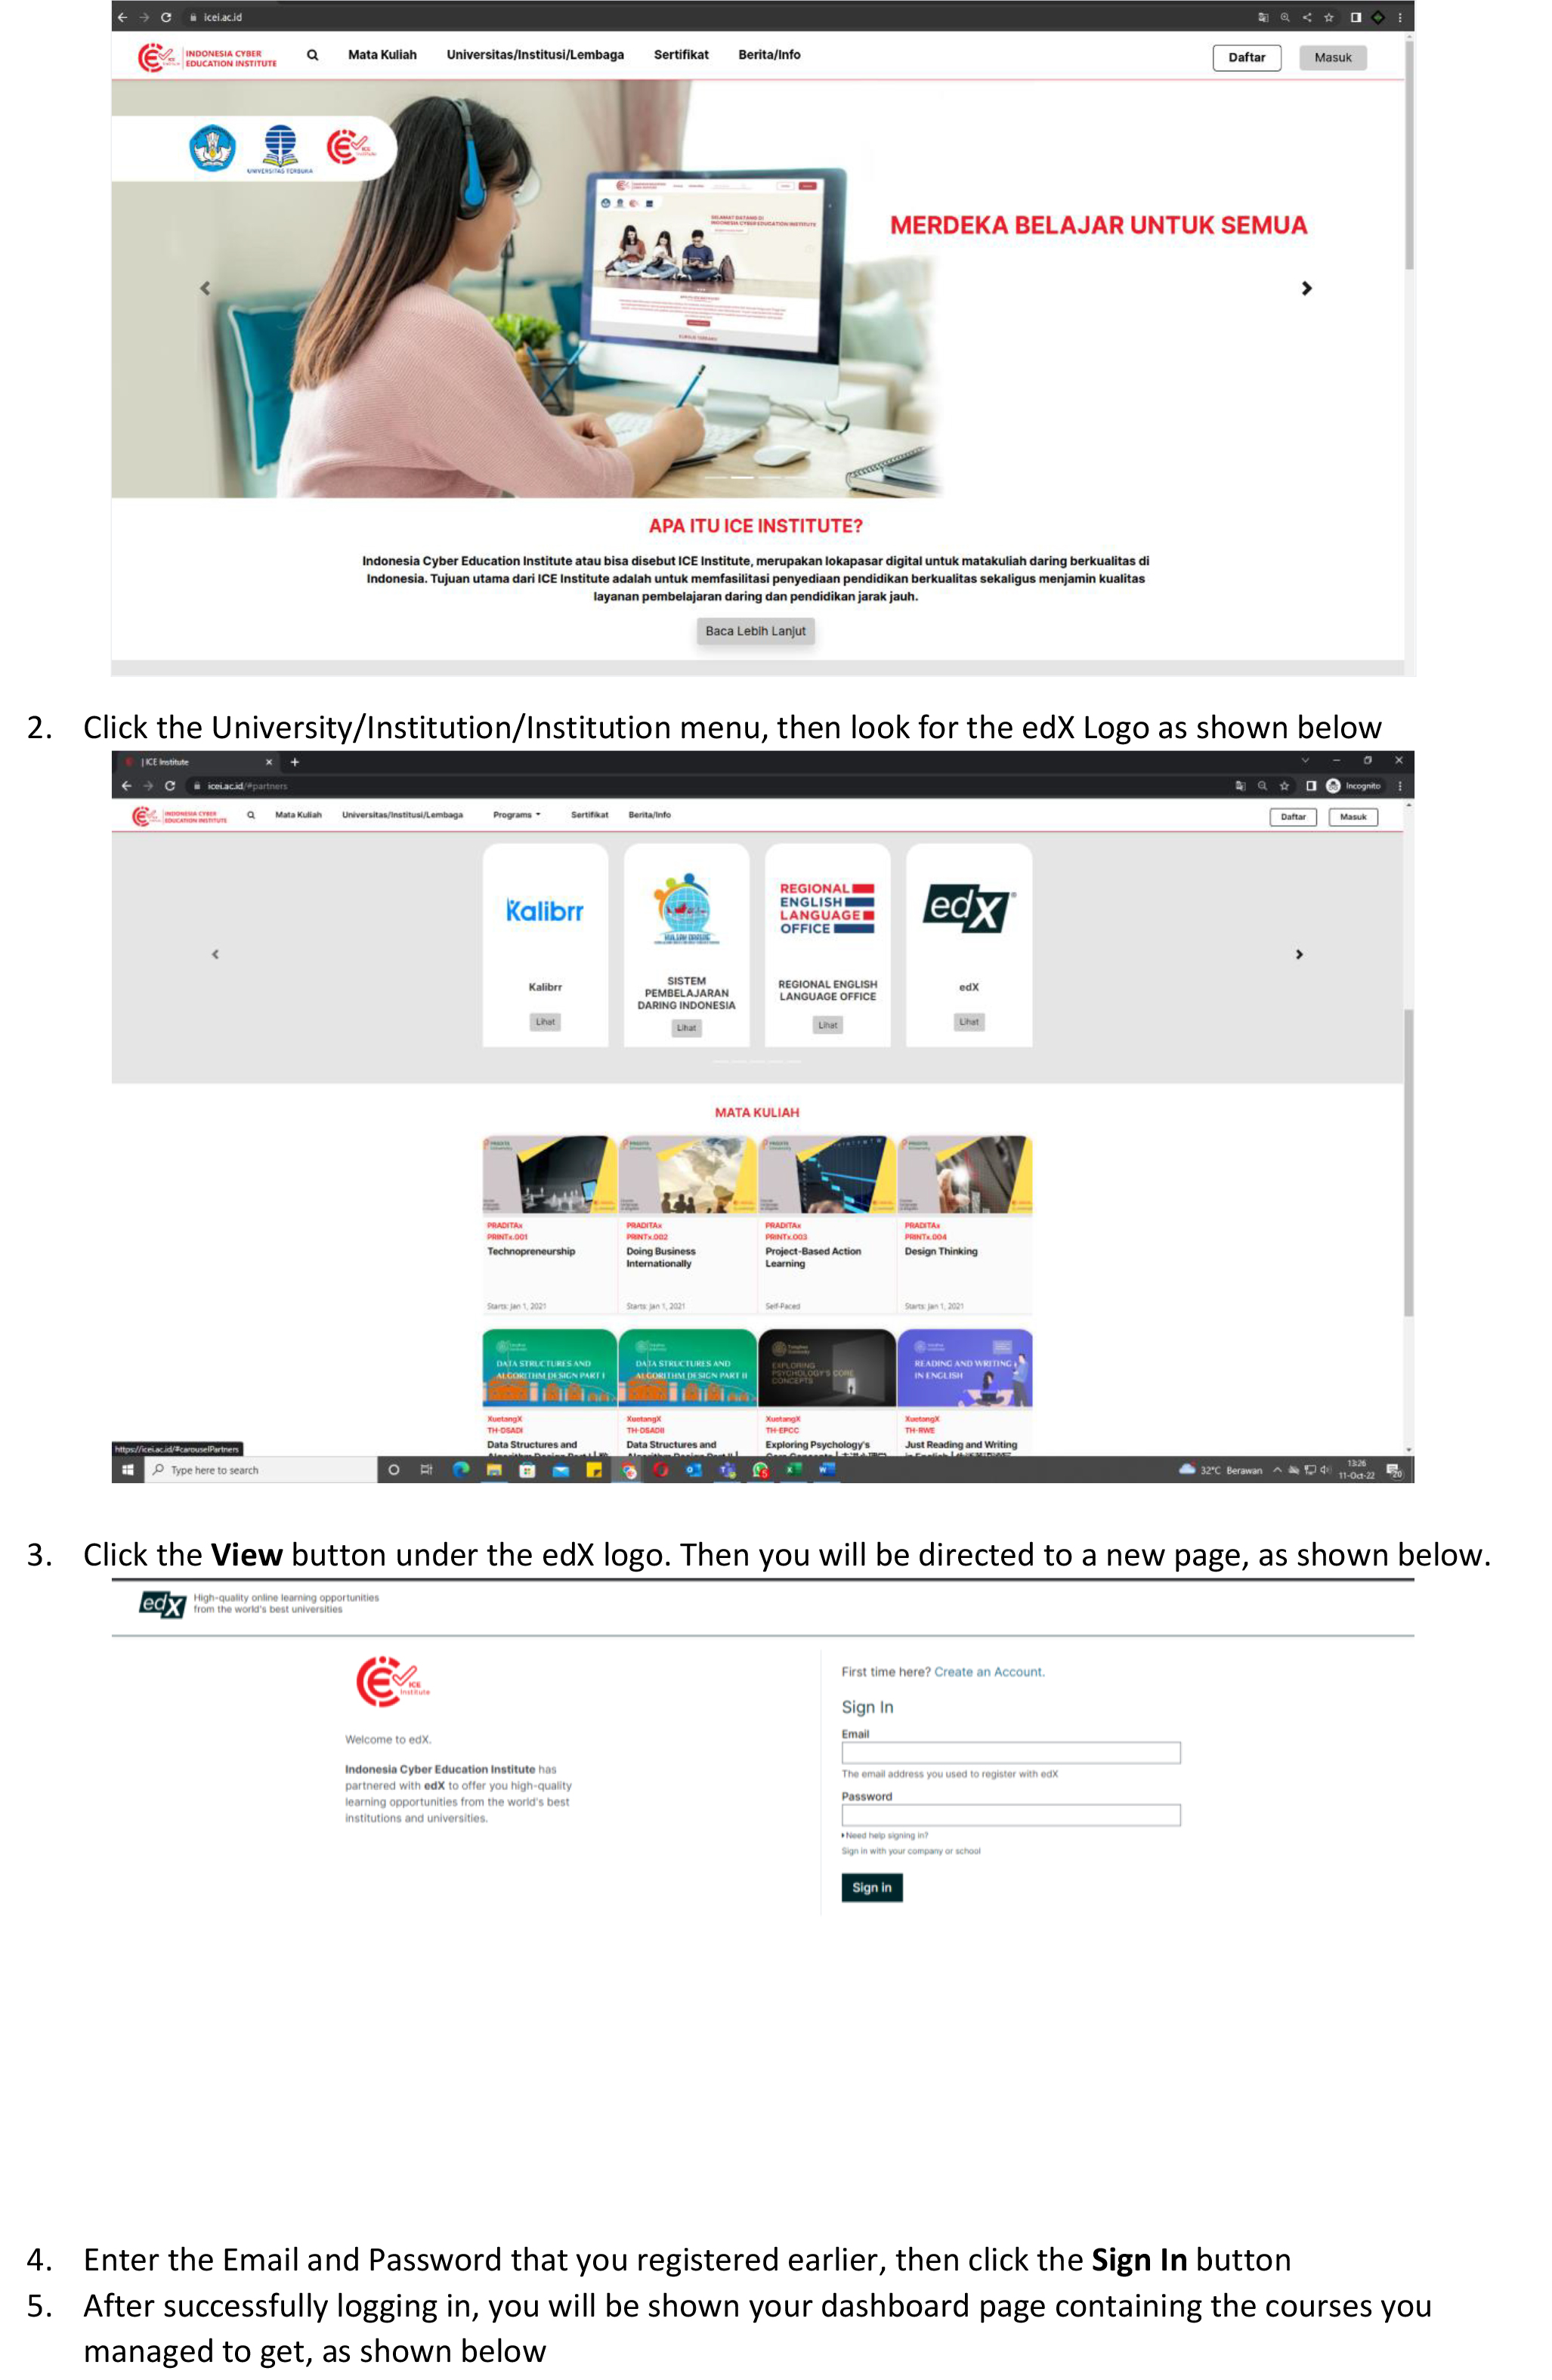 icei.ac.id
INDONESIA CYBER
EDUCATION INSTITUTE
Mata Kuliah Universitas/Institusi/Lembaga Sertifikat Berita/Info
Daftar Masuk
UNIVERSITAS TERBUKA
ICE
Institute
MERDEKA BELAJAR UNTUK SEMUA
APA ITU ICE INSTITUTE?
Indonesia Cyber Education Institute atau bisa disebut ICE Institute, merupakan lokapasar digital untuk matakuliah daring berkualitas di
Indonesia. Tujuan utama dari ICE Institute adalah untuk memfasilitasi penyediaan pendidikan berkualitas sekaligus menjamin kualitas
layanan pembelajaran daring dan pendidikan jarak jauh.
Baca Lebih Lanjut
2. Click the University/Institution/Institution menu, then look for the edX Logo as shown below
| ICE Institute
icei.ac.id/#partners
Incognito
INDONESIA CYBER
EDUCATION INSTITUTE
Mata Kuliah Universitas/Institusi/Lembaga Programs Sertifikat Berita/Info
Daftar Masuk
Kalibrr
REGIONAL
ENGLISH
LANGUAGE
OFFICE
edX
Kalibrr
Lihat
SISTEM
PEMBELAJARAN
DARING INDONESIA
Lihat
REGIONAL ENGLISH
LANGUAGE OFFICE
Lihat
edX
Lihat
MATA KULIAH
PRADITAx
PRINTx.001
Technopreneurship
Starts: Jan 1, 2021
PRADITAx
PRINTx.002
Doing Business
Internationally
Starts: Jan 1, 2021
PRADITAx
PRINTx.003
Project-Based Action
Learning
Self-Paced
PRADITAx
PRINTx.004
Design Thinking
Starts: Jan 1, 2021
DATA STRUCTURES AND
ALGORITHM DESIGN PART I
XuetangX
TH-DSADI
Data Structures and
DATA STRUCTURES AND
ALGORITHM DESIGN PART II
XuetangX
TH-DSADII
Data Structures and
EXPLORING
PSYCHOLOGY'S CORE
CONCEPTS
XuetangX
TH-EPCC
Exploring Psychology's
READING AND WRITING
IN ENGLISH
XuetangX
TH-RWE
Just Reading and Writing
https://icei.ac.id/#carouselPartners
Type here to search
32°C Berawan
13:26
11-Oct-22
3. Click the View button under the edX logo. Then you will be directed to a new page, as shown below.
edX
High-quality online learning opportunities
from the world's best universities
ICE
Institute
Welcome to edX.
Indonesia Cyber Education Institute has
partnered with edX to offer you high-quality
learning opportunities from the world's best
institutions and universities.
First time here? Create an Account.
Sign In
Email
The email address you used to register with edX
Password
Need help signing in?
Sign in with your company or school
Sign in
4. Enter the Email and Password that you registered earlier, then click the Sign In button
5. After successfully logging in, you will be shown your dashboard page containing the courses you
managed to get, as shown below